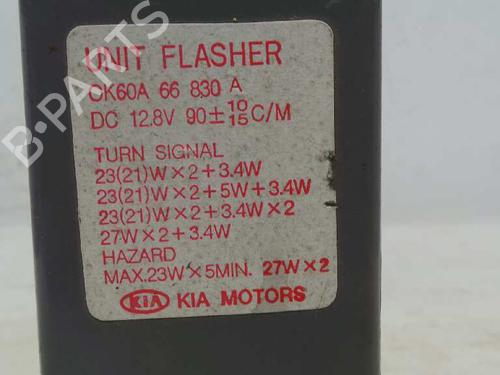 UNIT FLASHER
OK60A 66 830 A
DC 12.8V 90±10/15C/M
TURN SIGNAL
23(21)W×2+3.4W
23(21)W×2+5W+3.4W
23(21)W×2+3.4W×2
27W×2+3.4W
HAZARD
MAX.23W×5MIN. 27W×2
KIA KIA MOTORS
B-PARTS